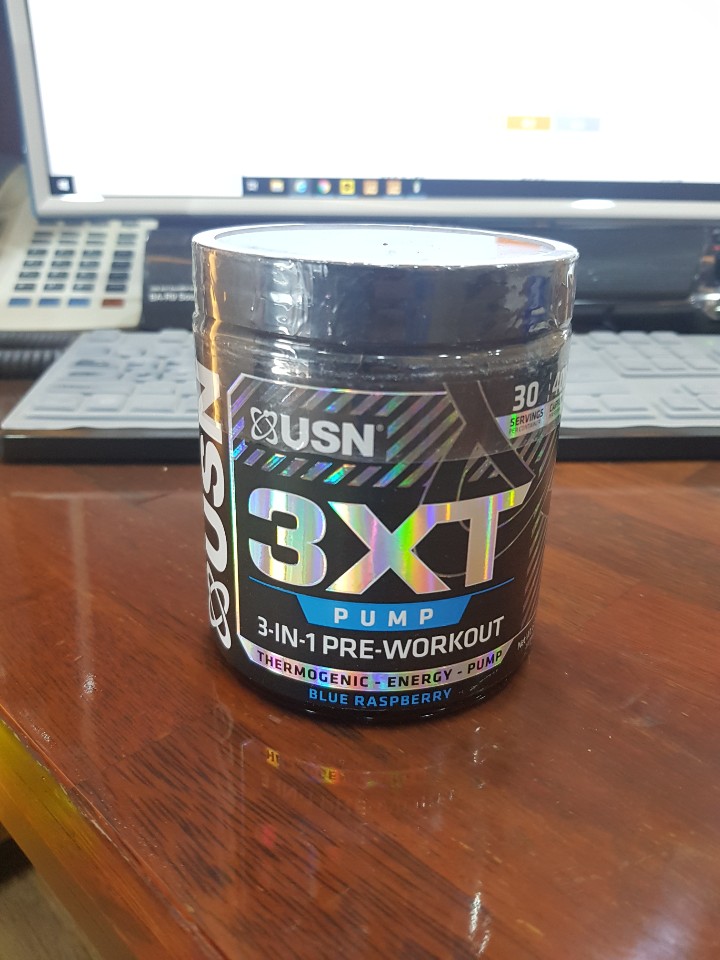 30
SERVINGS
USN®
USN
3XT
PUMP
3-IN-1 PRE-WORKOUT
THERMOGENIC - ENERGY - PUMP
BLUE RASPBERRY